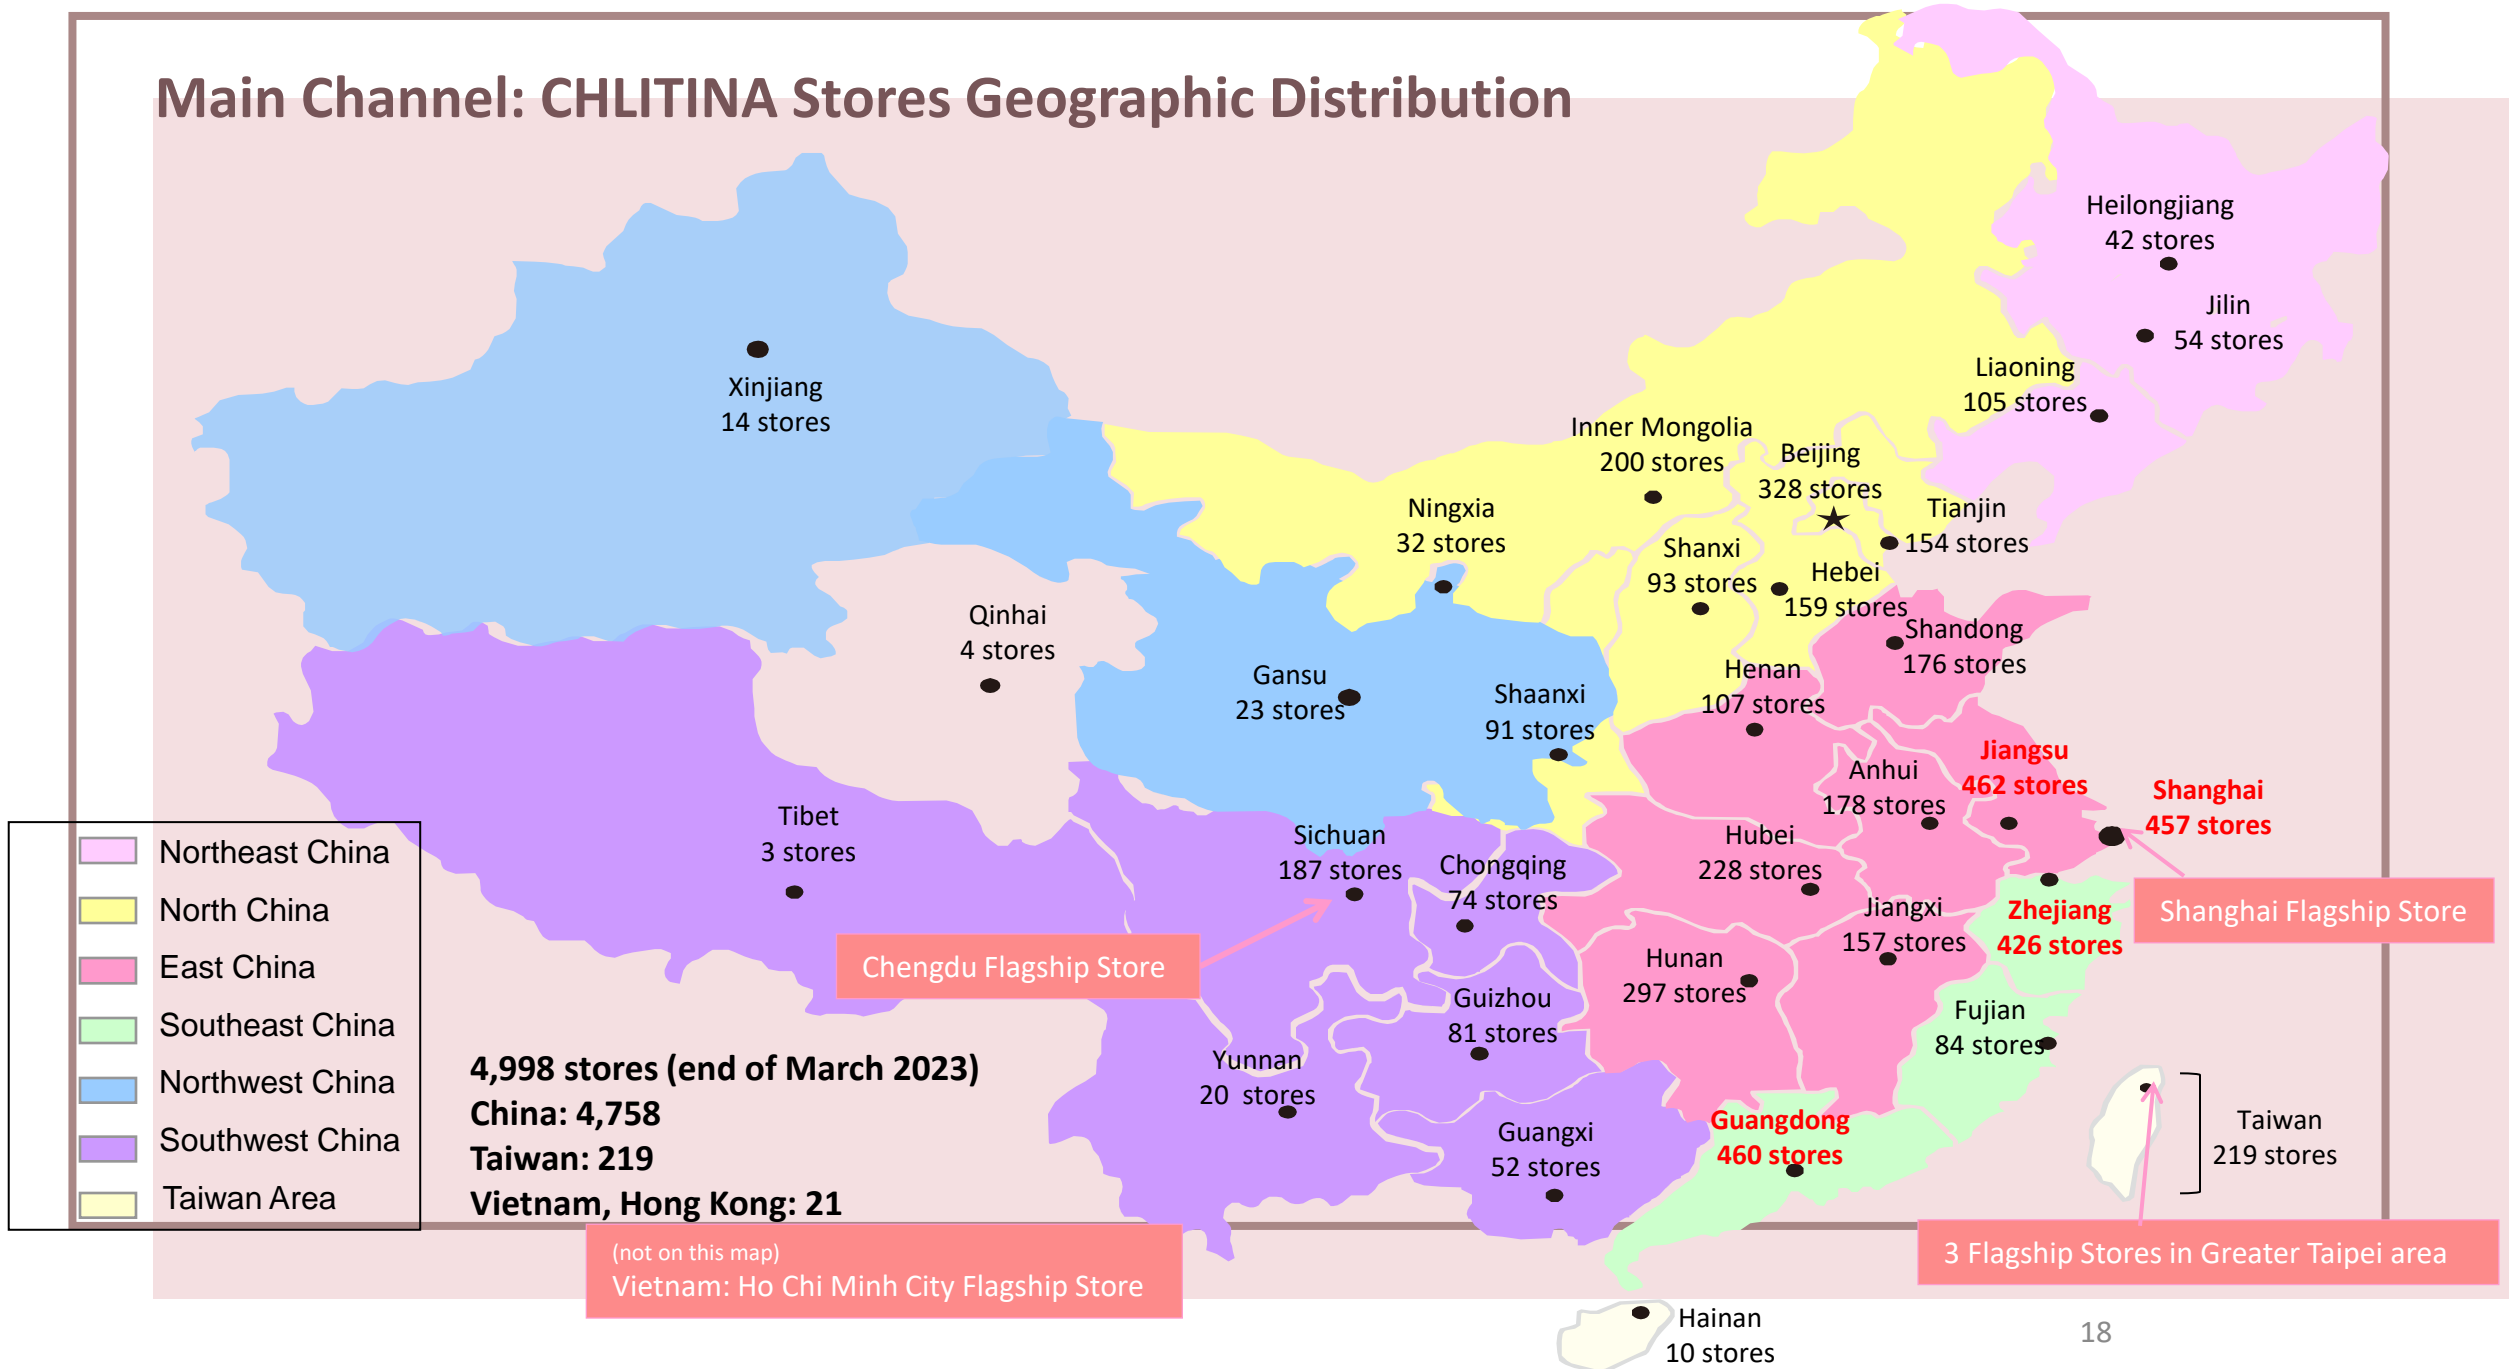 Main Channel: CHLITINA Stores Geographic Distribution
Heilongjiang
42 stores
Jilin
54 stores
Liaoning
105 stores
Xinjiang
14 stores
Inner Mongolia
200 stores
Beijing
328 stores
Ningxia
32 stores
Tianjin
154 stores
Shanxi
93 stores
Hebei
159 stores
Qinhai
4 stores
Shandong
176 stores
Gansu
23 stores
Shaanxi
91 stores
Henan
107 stores
Anhui
178 stores
Jiangsu
462 stores
Shanghai
457 stores
Tibet
3 stores
Sichuan
187 stores
Chongqing
74 stores
Hubei
228 stores
Jiangxi
157 stores
Zhejiang
426 stores
Shanghai Flagship Store
Chengdu Flagship Store
Hunan
297 stores
Guizhou
81 stores
Fujian
84 stores
Yunnan
20 stores
Guangxi
52 stores
Guangdong
460 stores
Taiwan
219 stores
Northeast China
North China
East China
Southeast China
Northwest China
Southwest China
Taiwan Area
4,998 stores (end of March 2023)
China: 4,758
Taiwan: 219
Vietnam, Hong Kong: 21
(not on this map)
Vietnam: Ho Chi Minh City Flagship Store
3 Flagship Stores in Greater Taipei area
Hainan
10 stores
18